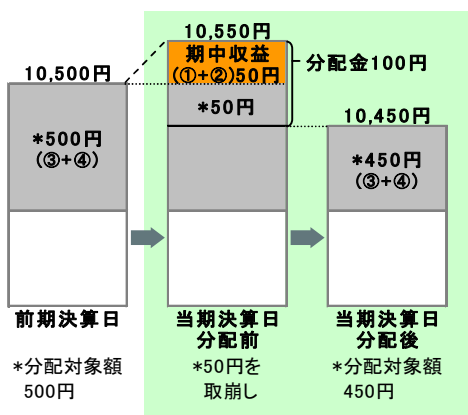 10,500円
*500円
(③+④)
前期決算日
*分配対象額
500円
10,550円
期中収益
(①+②)50円
*50円
分配金100円
当期決算日
分配前
*50円を
取崩し
10,450円
*450円
(③+④)
当期決算日
分配後
*分配対象額
450円